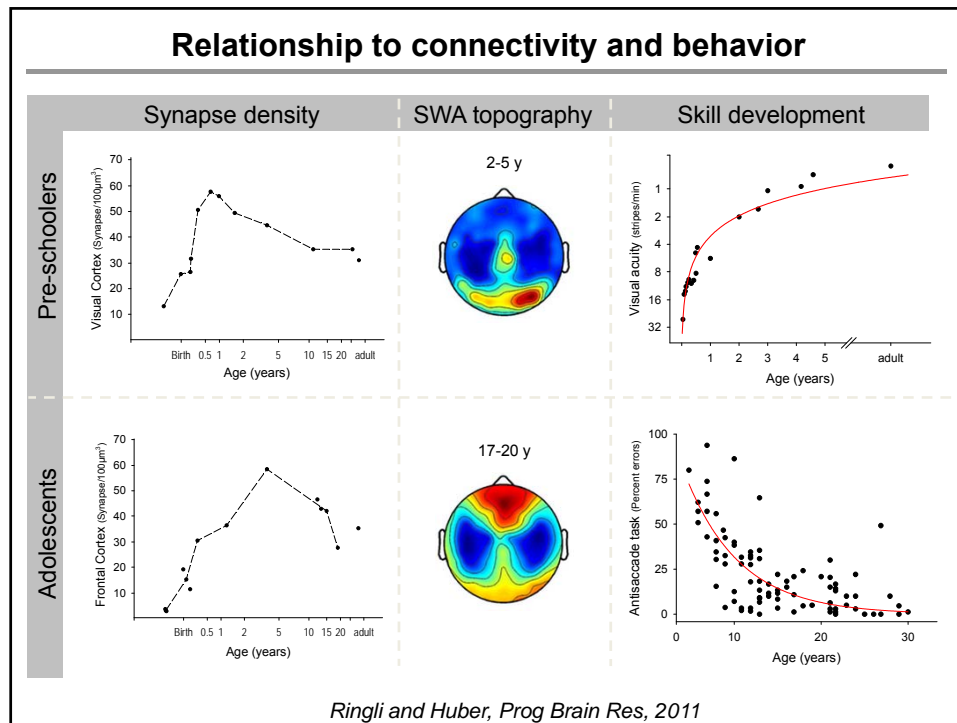 Relationship to connectivity and behavior
Synapse density
SWA topography
Skill development
Pre-schoolers
Visual Cortex (Synapse/100µm³)
70
60
50
40
30
20
10
Birth 0.5 1 2 5 10 15 20 adult
Age (years)
2-5 y
Visual acuity (stripes/min)
1
2
4
8
16
32
1 2 3 4 5 adult
Age (years)
Adolescents
Frontal Cortex (Synapse/100µm³)
70
60
50
40
30
20
10
Birth 0.5 1 2 5 10 15 20 adult
Age (years)
17-20 y
Antisaccade task (Percent errors)
100
75
50
25
0
0 10 20 30
Age (years)
Ringli and Huber, Prog Brain Res, 2011